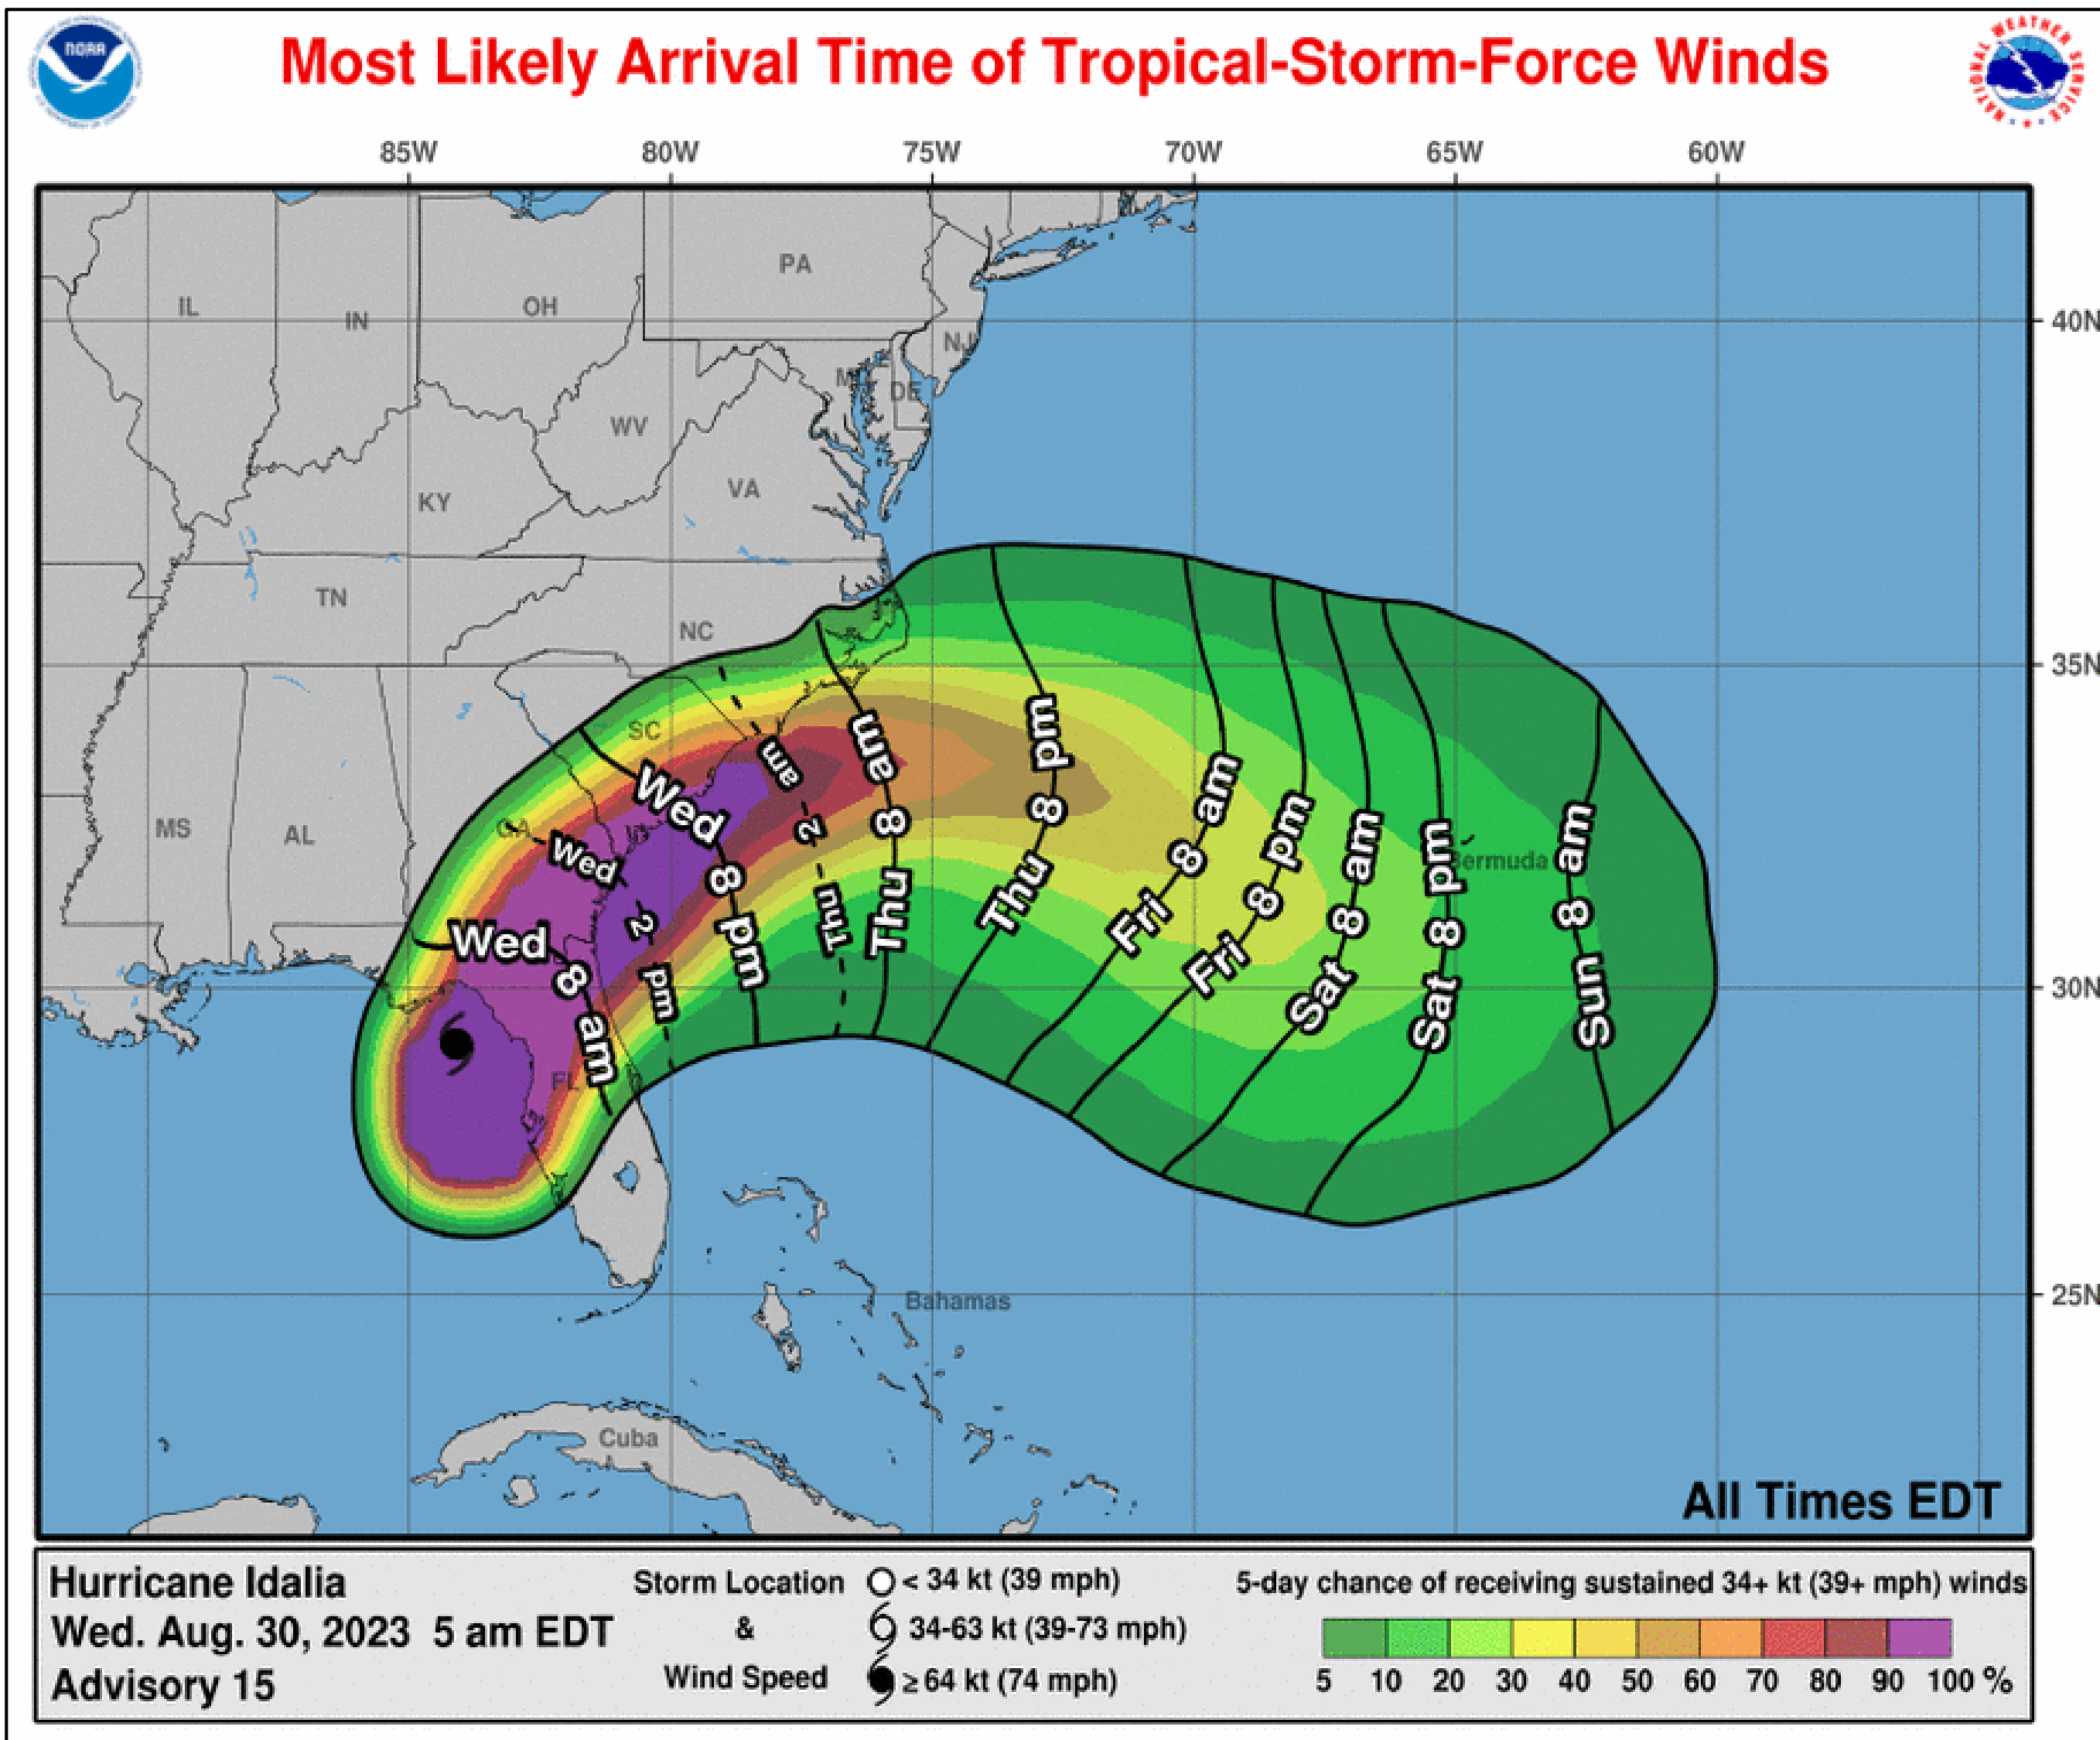 NOAA
Most Likely Arrival Time of Tropical-Storm-Force Winds
NATIONAL WEATHER SERVICE
85W 80W 75W 70W 65W 60W
PA
IL
IN
OH
40N
NJ
DE
WV
VA
KY
TN
NC
35N
SC
MS
AL
GA
Bermuda
FL
Wed 8 am
Wed 2 pm
Wed 8 pm
Thu 2 am
Thu 8 am
Thu 8 pm
Fri 8 am
Fri 8 pm
Sat 8 am
Sat 8 pm
Sun 8 am
30N
25N
Bahamas
Cuba
All Times EDT
Hurricane Idalia
Wed. Aug. 30, 2023 5 am EDT
Advisory 15
Storm Location
&
Wind Speed
< 34 kt (39 mph)
34-63 kt (39-73 mph)
≥ 64 kt (74 mph)
5-day chance of receiving sustained 34+ kt (39+ mph) winds
5 10 20 30 40 50 60 70 80 90 100 %